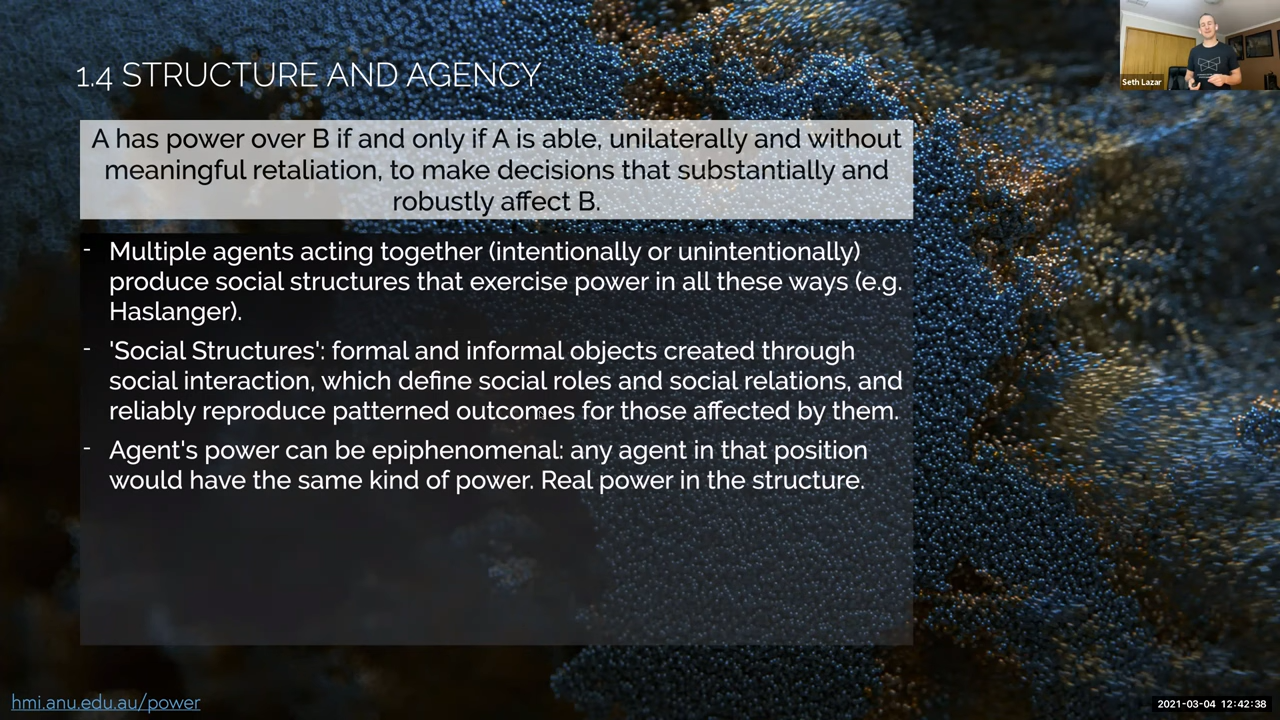 Seth Lazar
1.4 STRUCTURE AND AGENCY
A has power over B if and only if A is able, unilaterally and without
meaningful retaliation, to make decisions that substantially and
robustly affect B.
- Multiple agents acting together (intentionally or unintentionally)
produce social structures that exercise power in all these ways (e.g.
Haslanger).
- 'Social Structures': formal and informal objects created through
social interaction, which define social roles and social relations, and
reliably reproduce patterned outcomes for those affected by them.
- Agent's power can be epiphenomenal: any agent in that position
would have the same kind of power. Real power in the structure.
hmi.anu.edu.au/power
2021-03-04 12:42:38